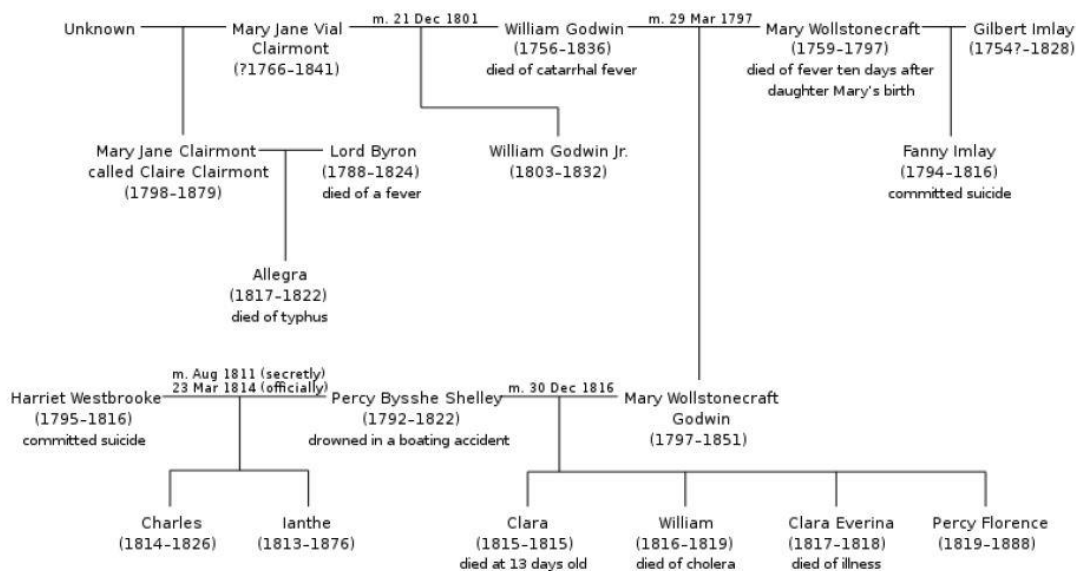 m. 21 Dec 1801
m. 29 Mar 1797
Unknown
Mary Jane Vial
Clairmont
(?1766–1841)
William Godwin
(1756–1836)
died of catarrhal fever
Mary Wollstonecraft
(1759–1797)
died of fever ten days after
daughter Mary's birth
Gilbert Imlay
(1754?–1828)
Mary Jane Clairmont
called Claire Clairmont
(1798–1879)
Lord Byron
(1788–1824)
died of a fever
William Godwin Jr.
(1803–1832)
Fanny Imlay
(1794–1816)
committed suicide
Allegra
(1817–1822)
died of typhus
m. Aug 1811 (secretly)
23 Mar 1814 (officially)
m. 30 Dec 1816
Harriet Westbrooke
(1795–1816)
committed suicide
Percy Bysshe Shelley
(1792–1822)
drowned in a boating accident
Mary Wollstonecraft
Godwin
(1797–1851)
Charles
(1814–1826)
Ianthe
(1813–1876)
Clara
(1815–1815)
died at 13 days old
William
(1816–1819)
died of cholera
Clara Everina
(1817–1818)
died of illness
Percy Florence
(1819–1888)